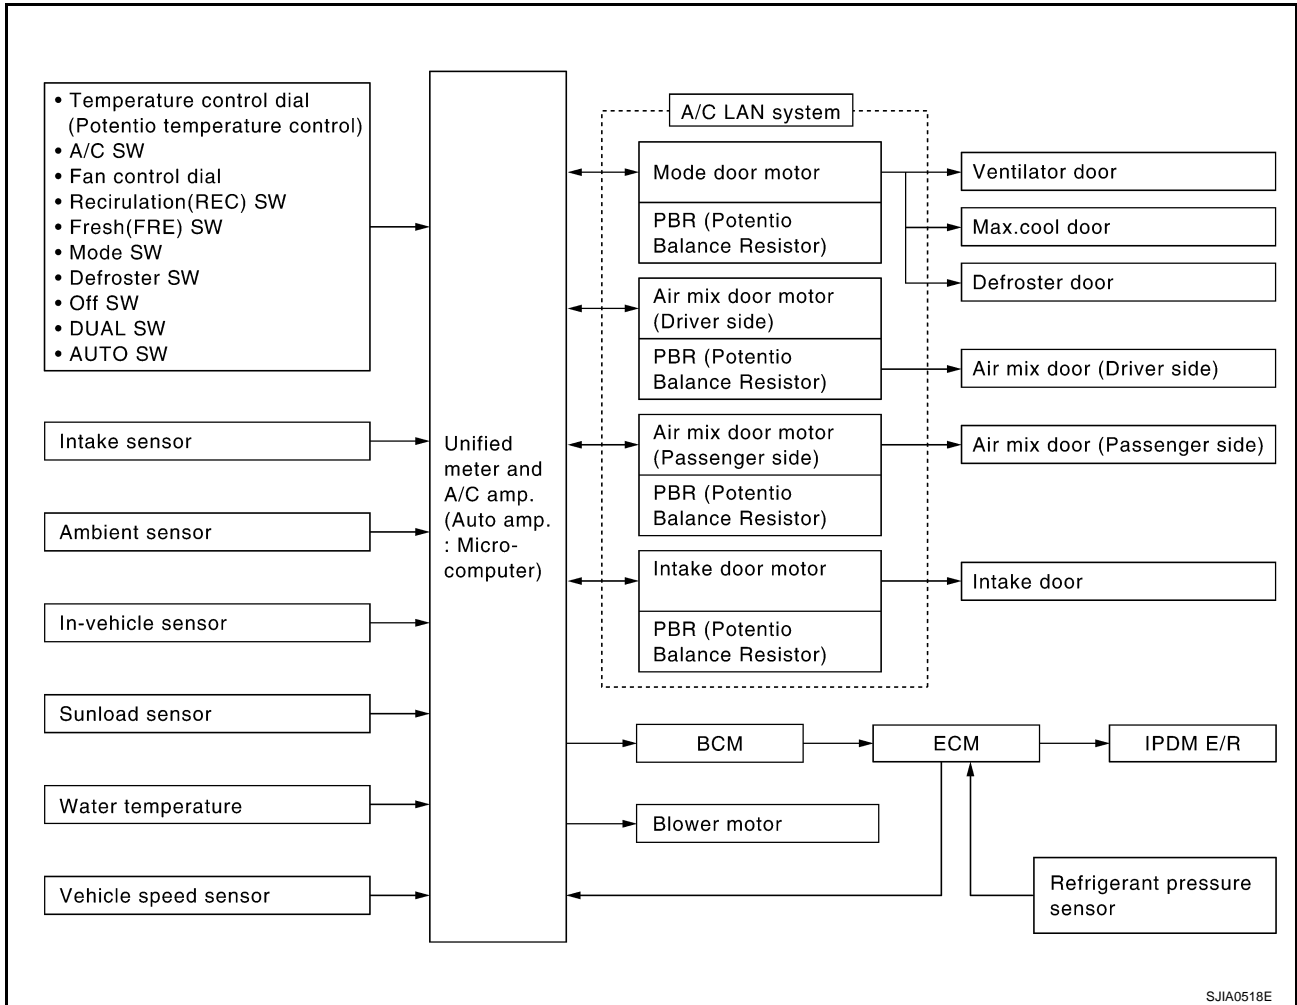 • Temperature control dial
(Potentio temperature control)
• A/C SW
• Fan control dial
• Recirulation(REC) SW
• Fresh(FRE) SW
• Mode SW
• Defroster SW
• Off SW
• DUAL SW
• AUTO SW
Intake sensor
Ambient sensor
In-vehicle sensor
Sunload sensor
Water temperature
Vehicle speed sensor
Unified
meter and
A/C amp.
(Auto amp.
: Micro-
computer)
A/C LAN system
Mode door motor
PBR (Potentio
Balance Resistor)
Air mix door motor
(Driver side)
PBR (Potentio
Balance Resistor)
Air mix door motor
(Passenger side)
PBR (Potentio
Balance Resistor)
Intake door motor
PBR (Potentio
Balance Resistor)
Ventilator door
Max.cool door
Defroster door
Air mix door (Driver side)
Air mix door (Passenger side)
Intake door
BCM
ECM
IPDM E/R
Blower motor
Refrigerant pressure
sensor
SJIA0518E